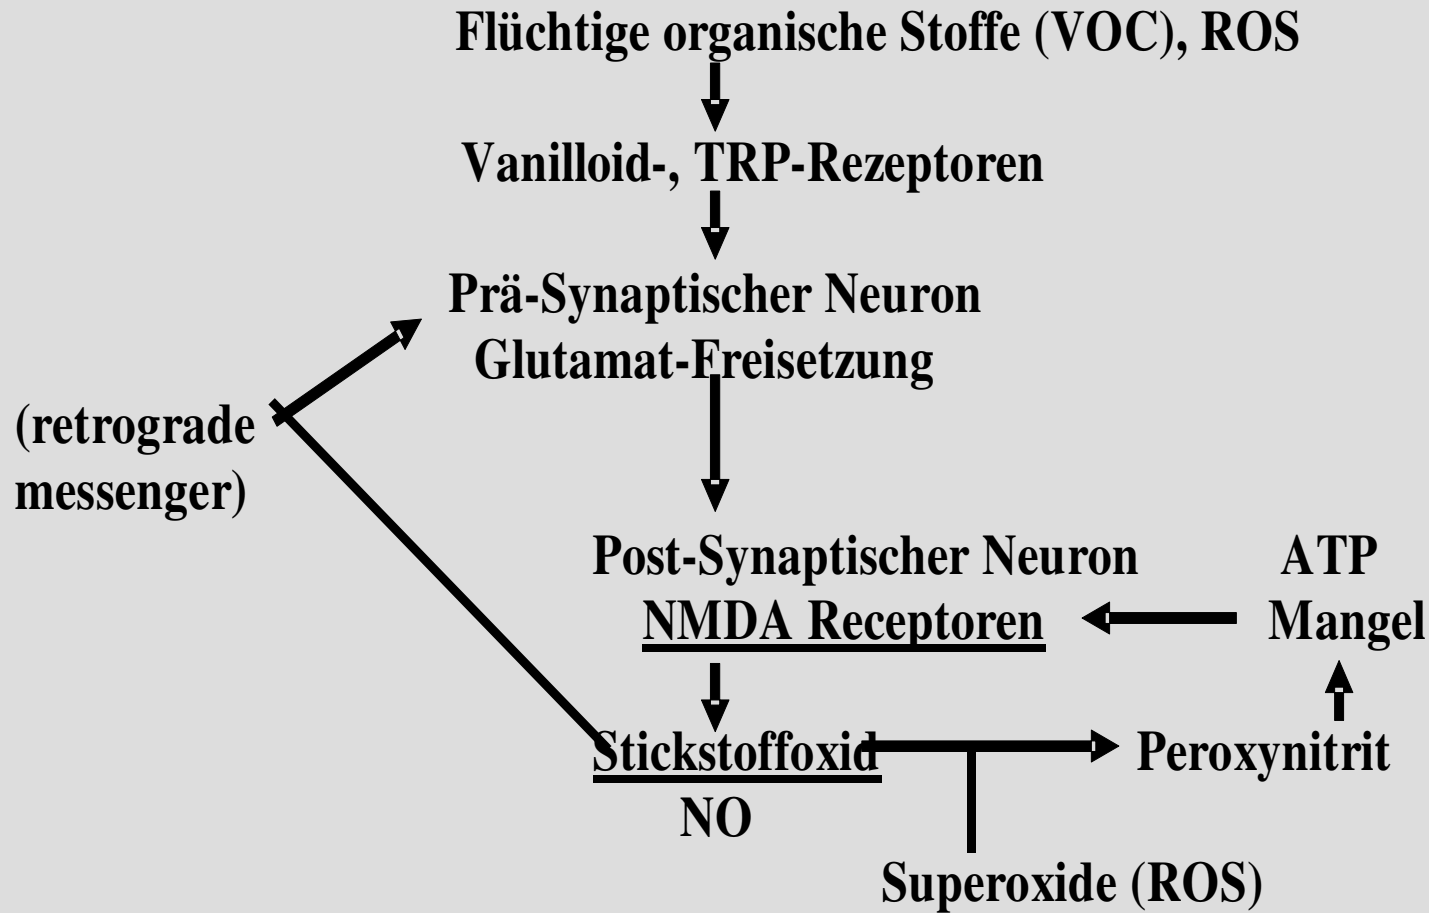 Flüchtige organische Stoffe (VOC), ROS
Vanilloid-, TRP-Rezeptoren
Prä-Synaptischer Neuron
Glutamat-Freisetzung
(retrograde
messenger)
Post-Synaptischer Neuron
NMDA Receptoren
ATP
Mangel
Stickstoffoxid
NO
Peroxynitrit
Superoxide (ROS)